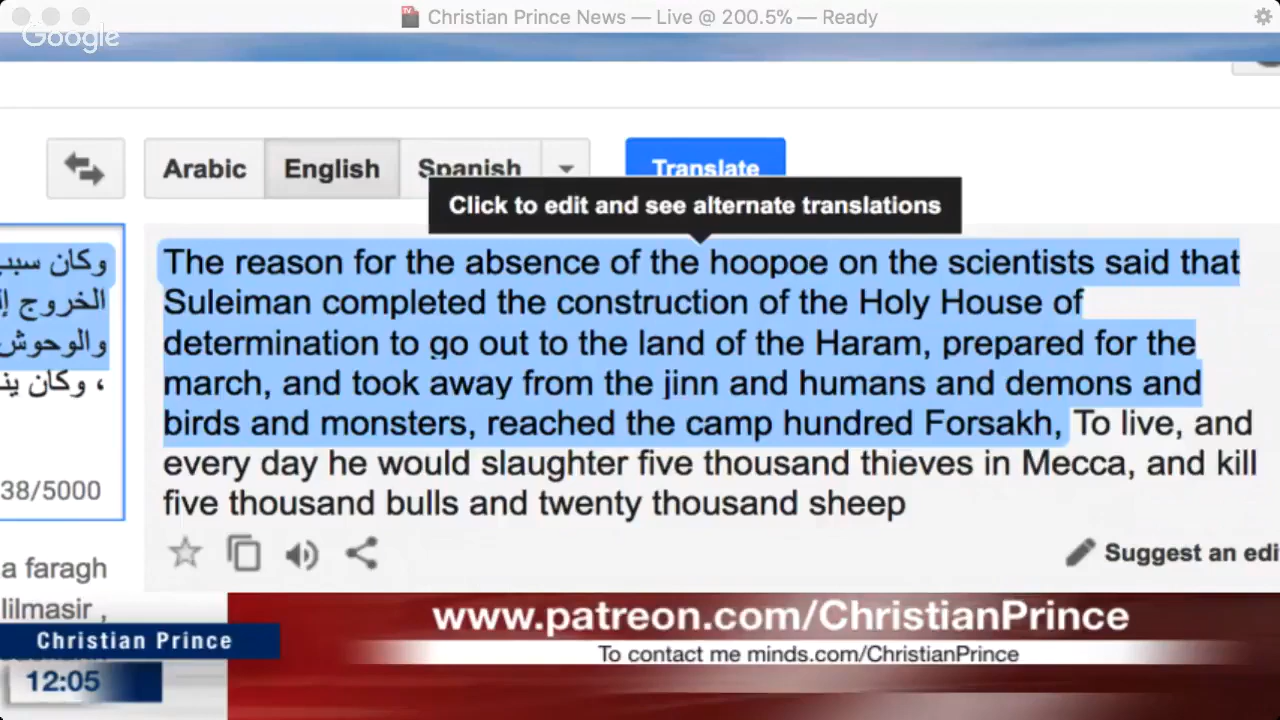 Christian Prince News — Live @ 200.5% — Ready
Google
Arabic English Spanish Translate
Click to edit and see alternate translations
وكان سبب
الخروج إ
والوحوش
، وكان ين
38/5000
a faragh
lilmasir ,
The reason for the absence of the hoopoe on the scientists said that
Suleiman completed the construction of the Holy House of
determination to go out to the land of the Haram, prepared for the
march, and took away from the jinn and humans and demons and
birds and monsters, reached the camp hundred Forsakh, To live, and
every day he would slaughter five thousand thieves in Mecca, and kill
five thousand bulls and twenty thousand sheep
Suggest an edi
www.patreon.com/ChristianPrince
To contact me minds.com/ChristianPrince
Christian Prince
12:05